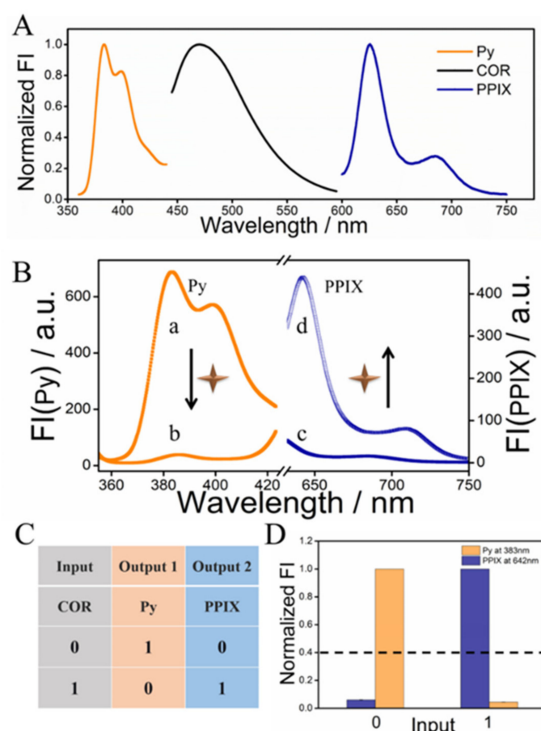 A
Normalized FI
1.0
0.8
0.6
0.4
0.2
0.0
Py
COR
PPIX
350 400 450 500 550 600 650 700 750
Wavelength / nm
B
FI(Py) / a.u.
600
400
200
0
Py
PPIX
a
b
c
d
400
300
200
100
0
FI(PPIX) / a.u.
360 380 400 420 640 700 750
Wavelength / nm
C
Input Output 1 Output 2
COR Py PPIX
0 1 0
1 0 1
D
Normalized FI
1.2
1.0
0.8
0.6
0.4
0.2
0.0
Py at 383nm
PPIX at 642nm
0 1
Input